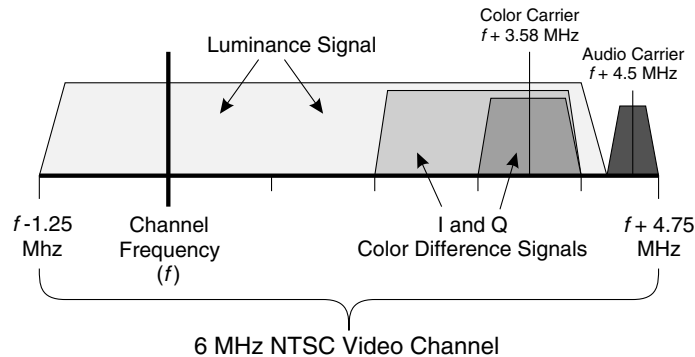 Color Carrier
f + 3.58 MHz
Luminance Signal
Audio Carrier
f + 4.5 MHz
f -1.25
Mhz
Channel
Frequency
(f)
I and Q
Color Difference Signals
f + 4.75
MHz
6 MHz NTSC Video Channel